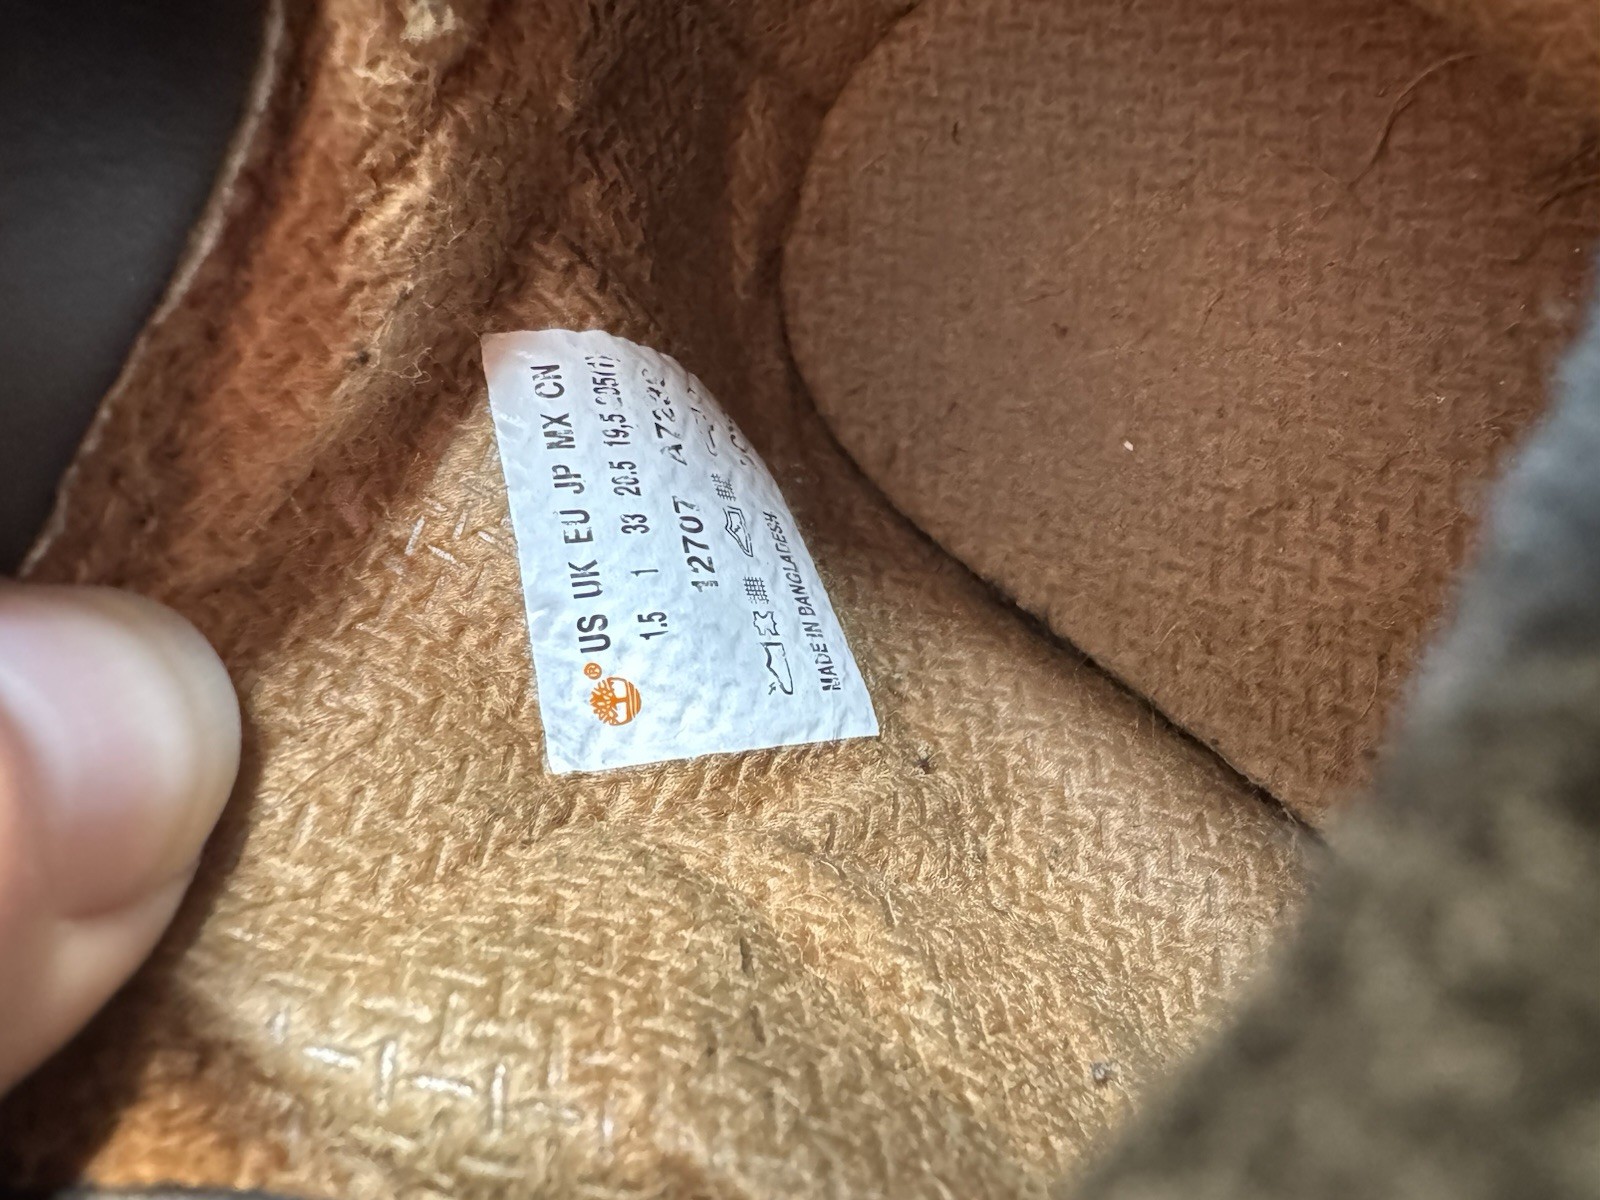 ® US UK EU JP MX CN
1.5 1 33 20.5 19,5 205(1)
12707
MADE IN BANGLADESH